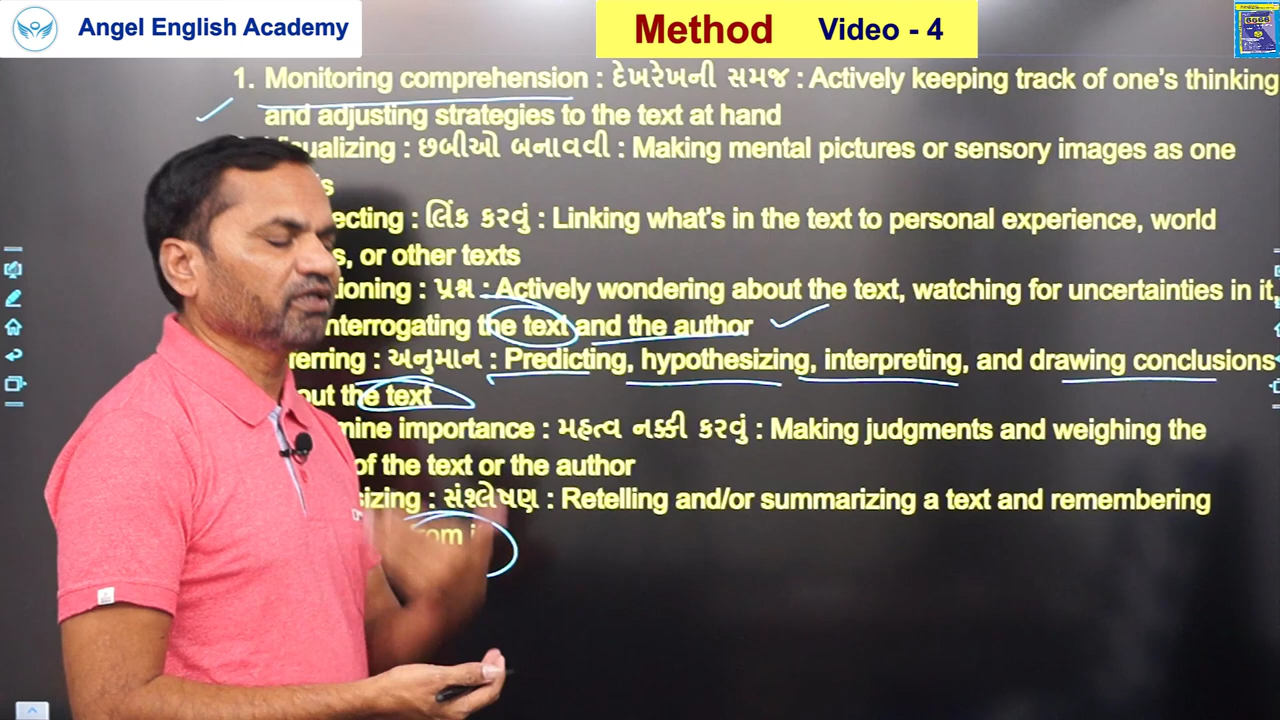 Angel English Academy
Method Video - 4
1. Monitoring comprehension : દેખરેખની સમજ : Actively keeping track of one's thinking
and adjusting strategies to the text at hand
isualizing : છબીઓ બનાવવી : Making mental pictures or sensory images as one
ecting : લિંક કરવું : Linking what's in the text to personal experience, world
s, or other texts
tioning : પ્રશ્ન : Actively wondering about the text, watching for uncertainties in it,
nterrogating the text and the author
erring : અનુમાન : Predicting, hypothesizing, interpreting, and drawing conclusions
out the text
mine importance : મહત્વ નક્કી કરવું : Making judgments and weighing the
of the text or the author
sizing : સંશ્લેષણ : Retelling and/or summarizing a text and remembering